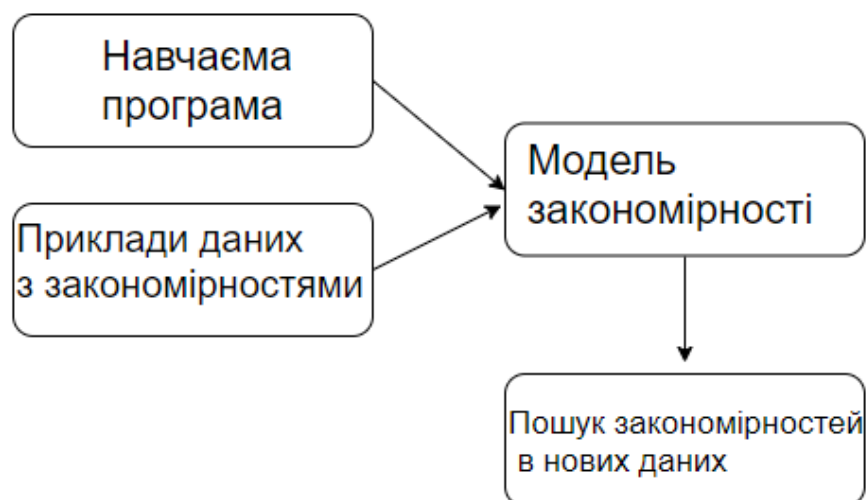 Навчаєма
програма
Приклади даних
з закономірностями
Модель
закономірності
Пошук закономірностей
в нових даних